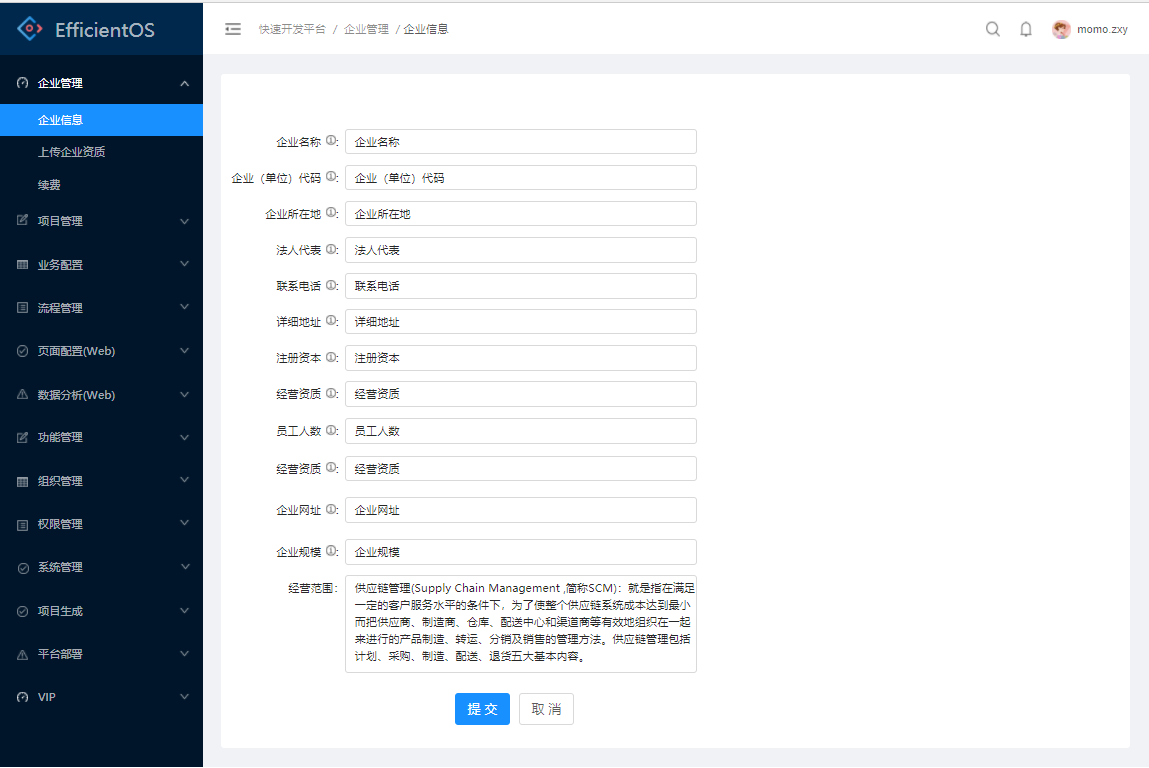 EfficientOS
快速开发平台 / 企业管理 / 企业信息
momo.zxy
企业管理
企业信息
上传企业资质
续费
项目管理
业务配置
流程管理
页面配置(Web)
数据分析(Web)
功能管理
组织管理
权限管理
系统管理
项目生成
平台部署
VIP
企业名称 : 企业名称
企业（单位）代码 : 企业（单位）代码
企业所在地 : 企业所在地
法人代表 : 法人代表
联系电话 : 联系电话
详细地址 : 详细地址
注册资本 : 注册资本
经营资质 : 经营资质
员工人数 : 员工人数
经营资质 : 经营资质
企业网址 : 企业网址
企业规模 : 企业规模
经营范围: 供应链管理(Supply Chain Management ,简称SCM)：就是指在满足
一定的客户服务水平的条件下，为了使整个供应链系统成本达到最小
而把供应商、制造商、仓库、配送中心和渠道商等有效地组织在一起
来进行的产品制造、转运、分销及销售的管理方法。供应链管理包括
计划、采购、制造、配送、退货五大基本内容。
提 交 取 消